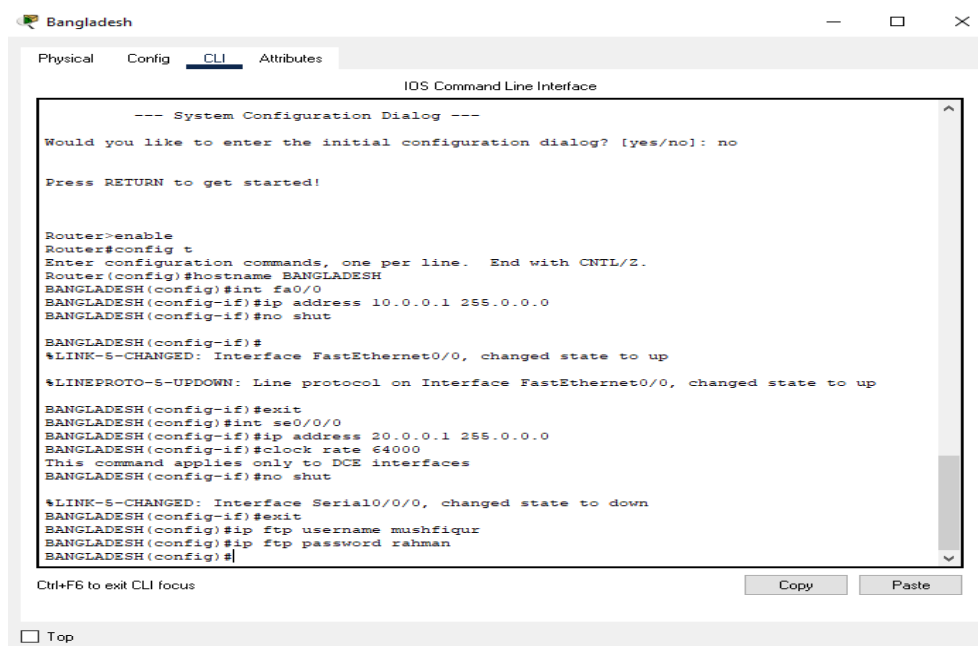 Bangladesh
Physical Config CLI Attributes
IOS Command Line Interface
--- System Configuration Dialog ---
Would you like to enter the initial configuration dialog? [yes/no]: no
Press RETURN to get started!
Router>enable
Router#config t
Enter configuration commands, one per line.  End with CNTL/Z.
Router(config)#hostname BANGLADESH
BANGLADESH(config)#int fa0/0
BANGLADESH(config-if)#ip address 10.0.0.1 255.0.0.0
BANGLADESH(config-if)#no shut
BANGLADESH(config-if)#
%LINK-5-CHANGED: Interface FastEthernet0/0, changed state to up
%LINEPROTO-5-UPDOWN: Line protocol on Interface FastEthernet0/0, changed state to up
BANGLADESH(config-if)#exit
BANGLADESH(config)#int se0/0/0
BANGLADESH(config-if)#ip address 20.0.0.1 255.0.0.0
BANGLADESH(config-if)#clock rate 64000
This command applies only to DCE interfaces
BANGLADESH(config-if)#no shut
%LINK-5-CHANGED: Interface Serial0/0/0, changed state to down
BANGLADESH(config-if)#exit
BANGLADESH(config)#ip ftp username mushfiqur
BANGLADESH(config)#ip ftp password rahman
BANGLADESH(config)#
Ctrl+F6 to exit CLI focus
Copy Paste
Top